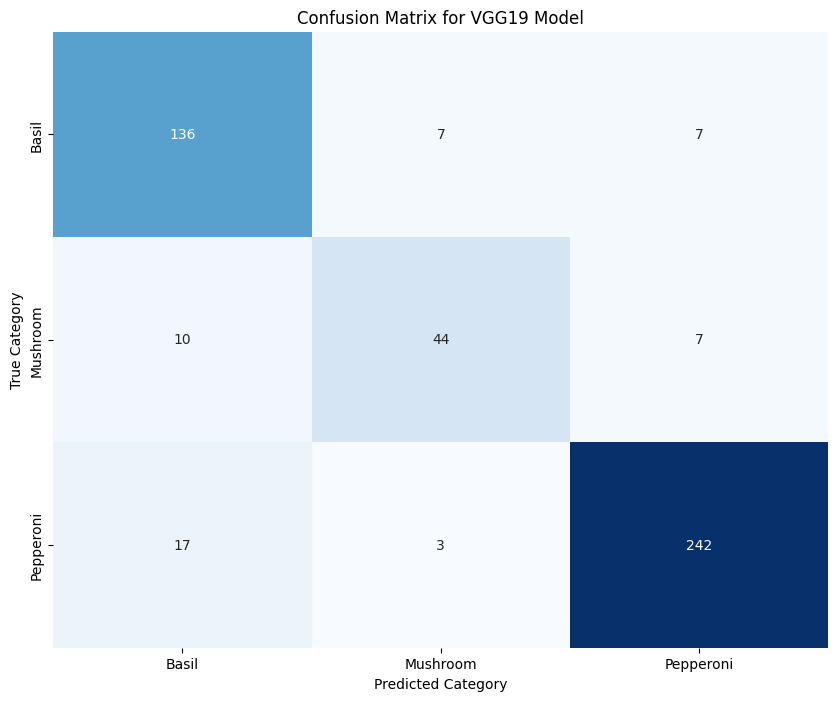 Confusion Matrix for VGG19 Model
True Category
Basil
136 7 7
Mushroom
10 44 7
Pepperoni
17 3 242
Basil Mushroom Pepperoni
Predicted Category